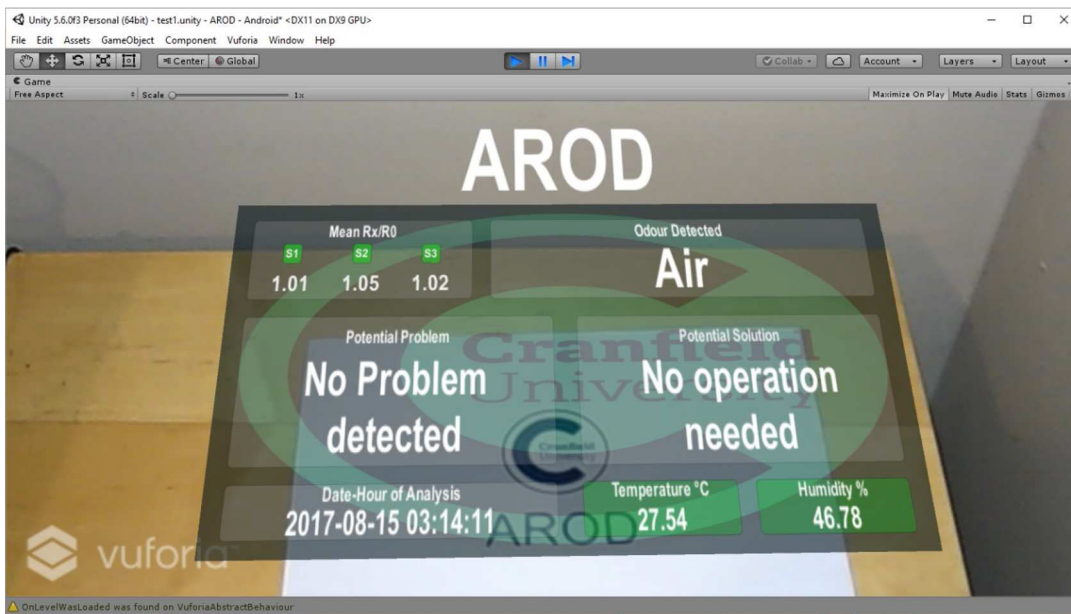 Unity 5.6.0f3 Personal (64bit) - test1.unity - AROD - Android* <DX11 on DX9 GPU>
File Edit Assets GameObject Component Vuforia Window Help
Center Global Collab Account Layers Layout
Game
Free Aspect Scale 1x Maximize On Play Mute Audio Stats Gizmos
AROD
Mean Rx/R0
S1 S2 S3
1.01 1.05 1.02
Odour Detected
Air
Potential Problem
No Problem
detected
Potential Solution
No operation
needed
Cranfield
University
Cranfield
University
AROD
Date-Hour of Analysis
2017-08-15 03:14:11
Temperature °C
27.54
Humidity %
46.78
vuforia™
OnLevelWasLoaded was found on VuforiaAbstractBehaviour